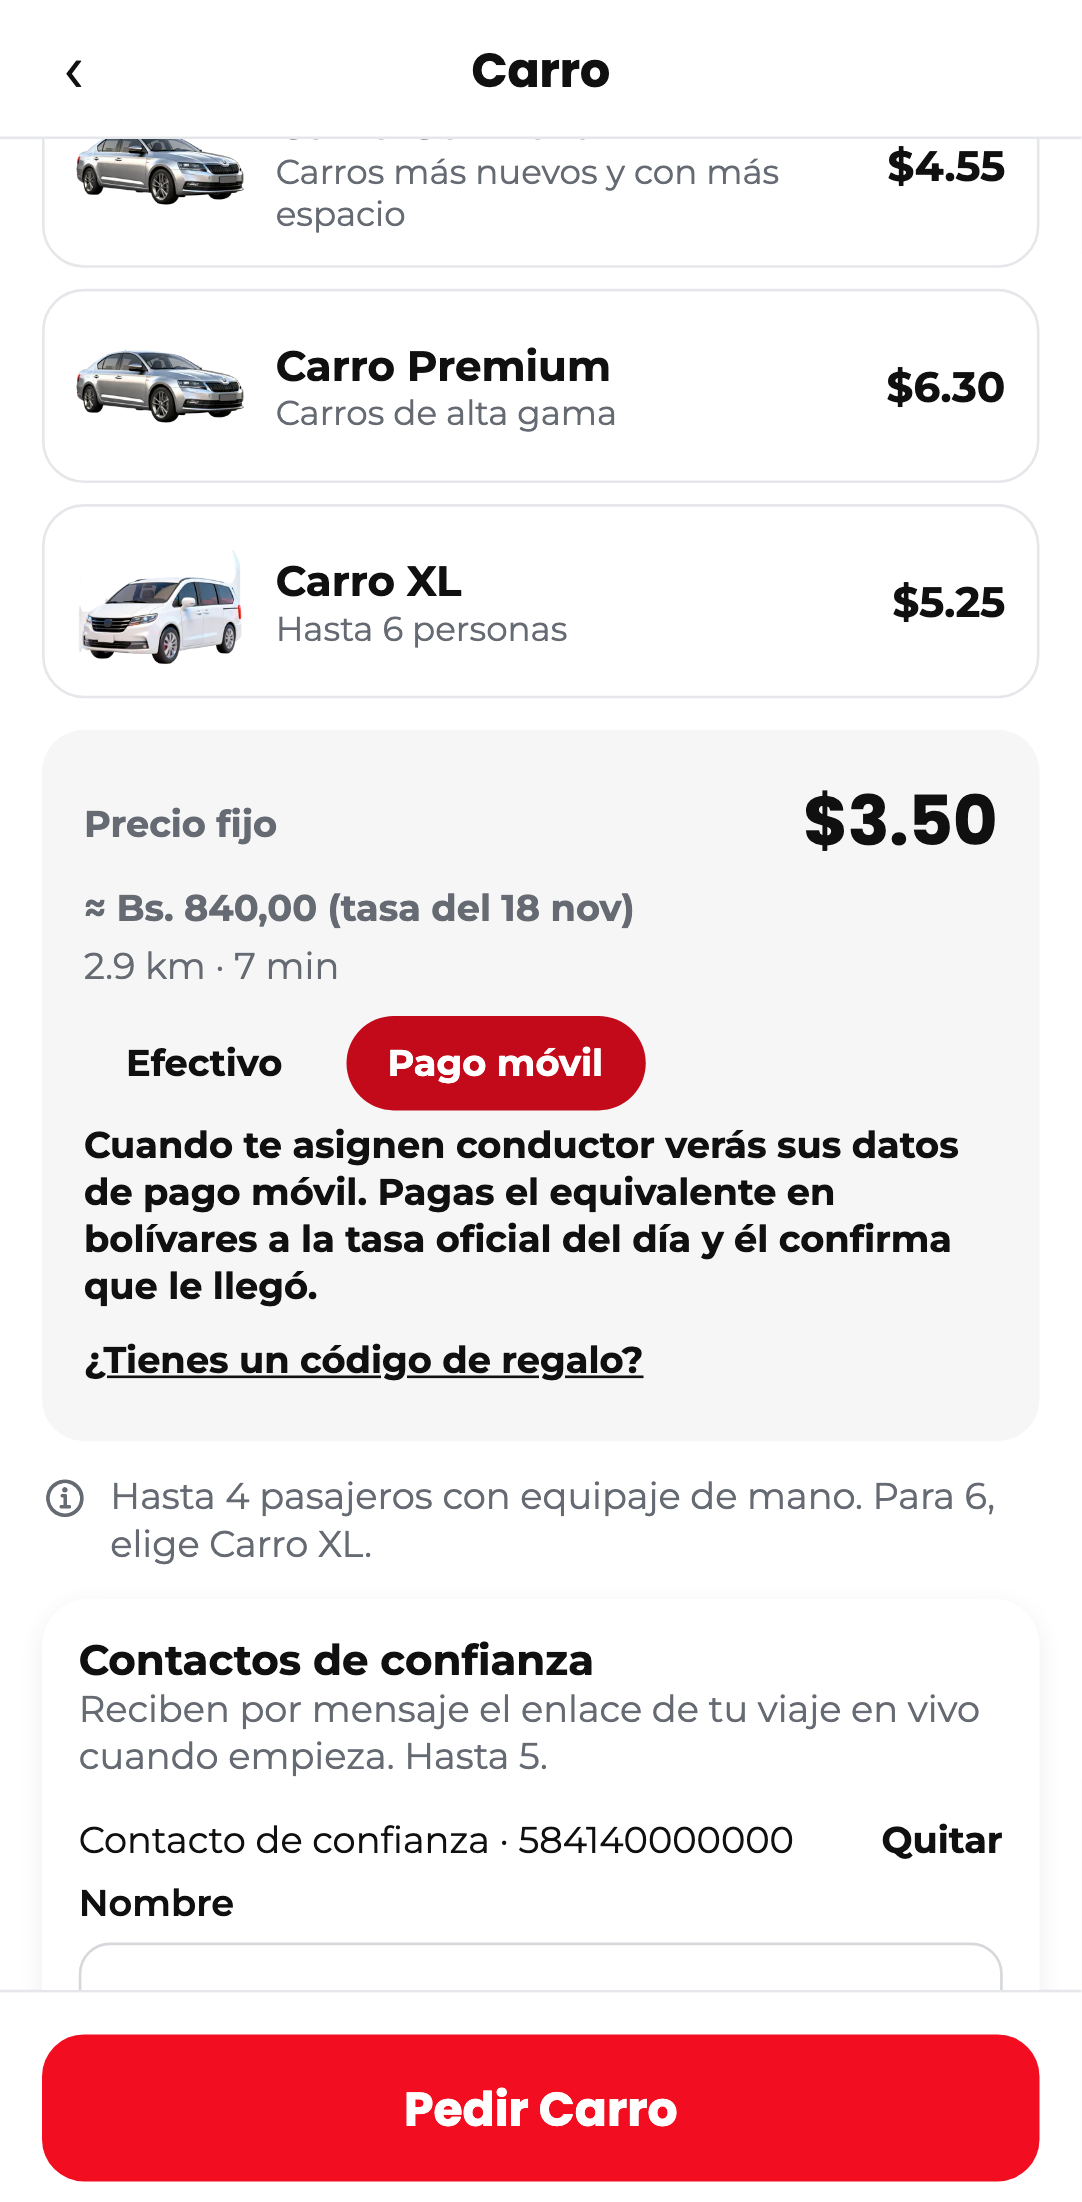 Carro
Carros más nuevos y con más
espacio
$4.55
Carro Premium
Carros de alta gama
$6.30
Carro XL
Hasta 6 personas
$5.25
Precio fijo
$3.50
≈ Bs. 840,00 (tasa del 18 nov)
2.9 km · 7 min
Efectivo
Pago móvil
Cuando te asignen conductor verás sus datos
de pago móvil. Pagas el equivalente en
bolívares a la tasa oficial del día y él confirma
que le llegó.
¿Tienes un código de regalo?
Hasta 4 pasajeros con equipaje de mano. Para 6,
elige Carro XL.
Contactos de confianza
Reciben por mensaje el enlace de tu viaje en vivo
cuando empieza. Hasta 5.
Contacto de confianza · 584140000000
Quitar
Nombre
Pedir Carro